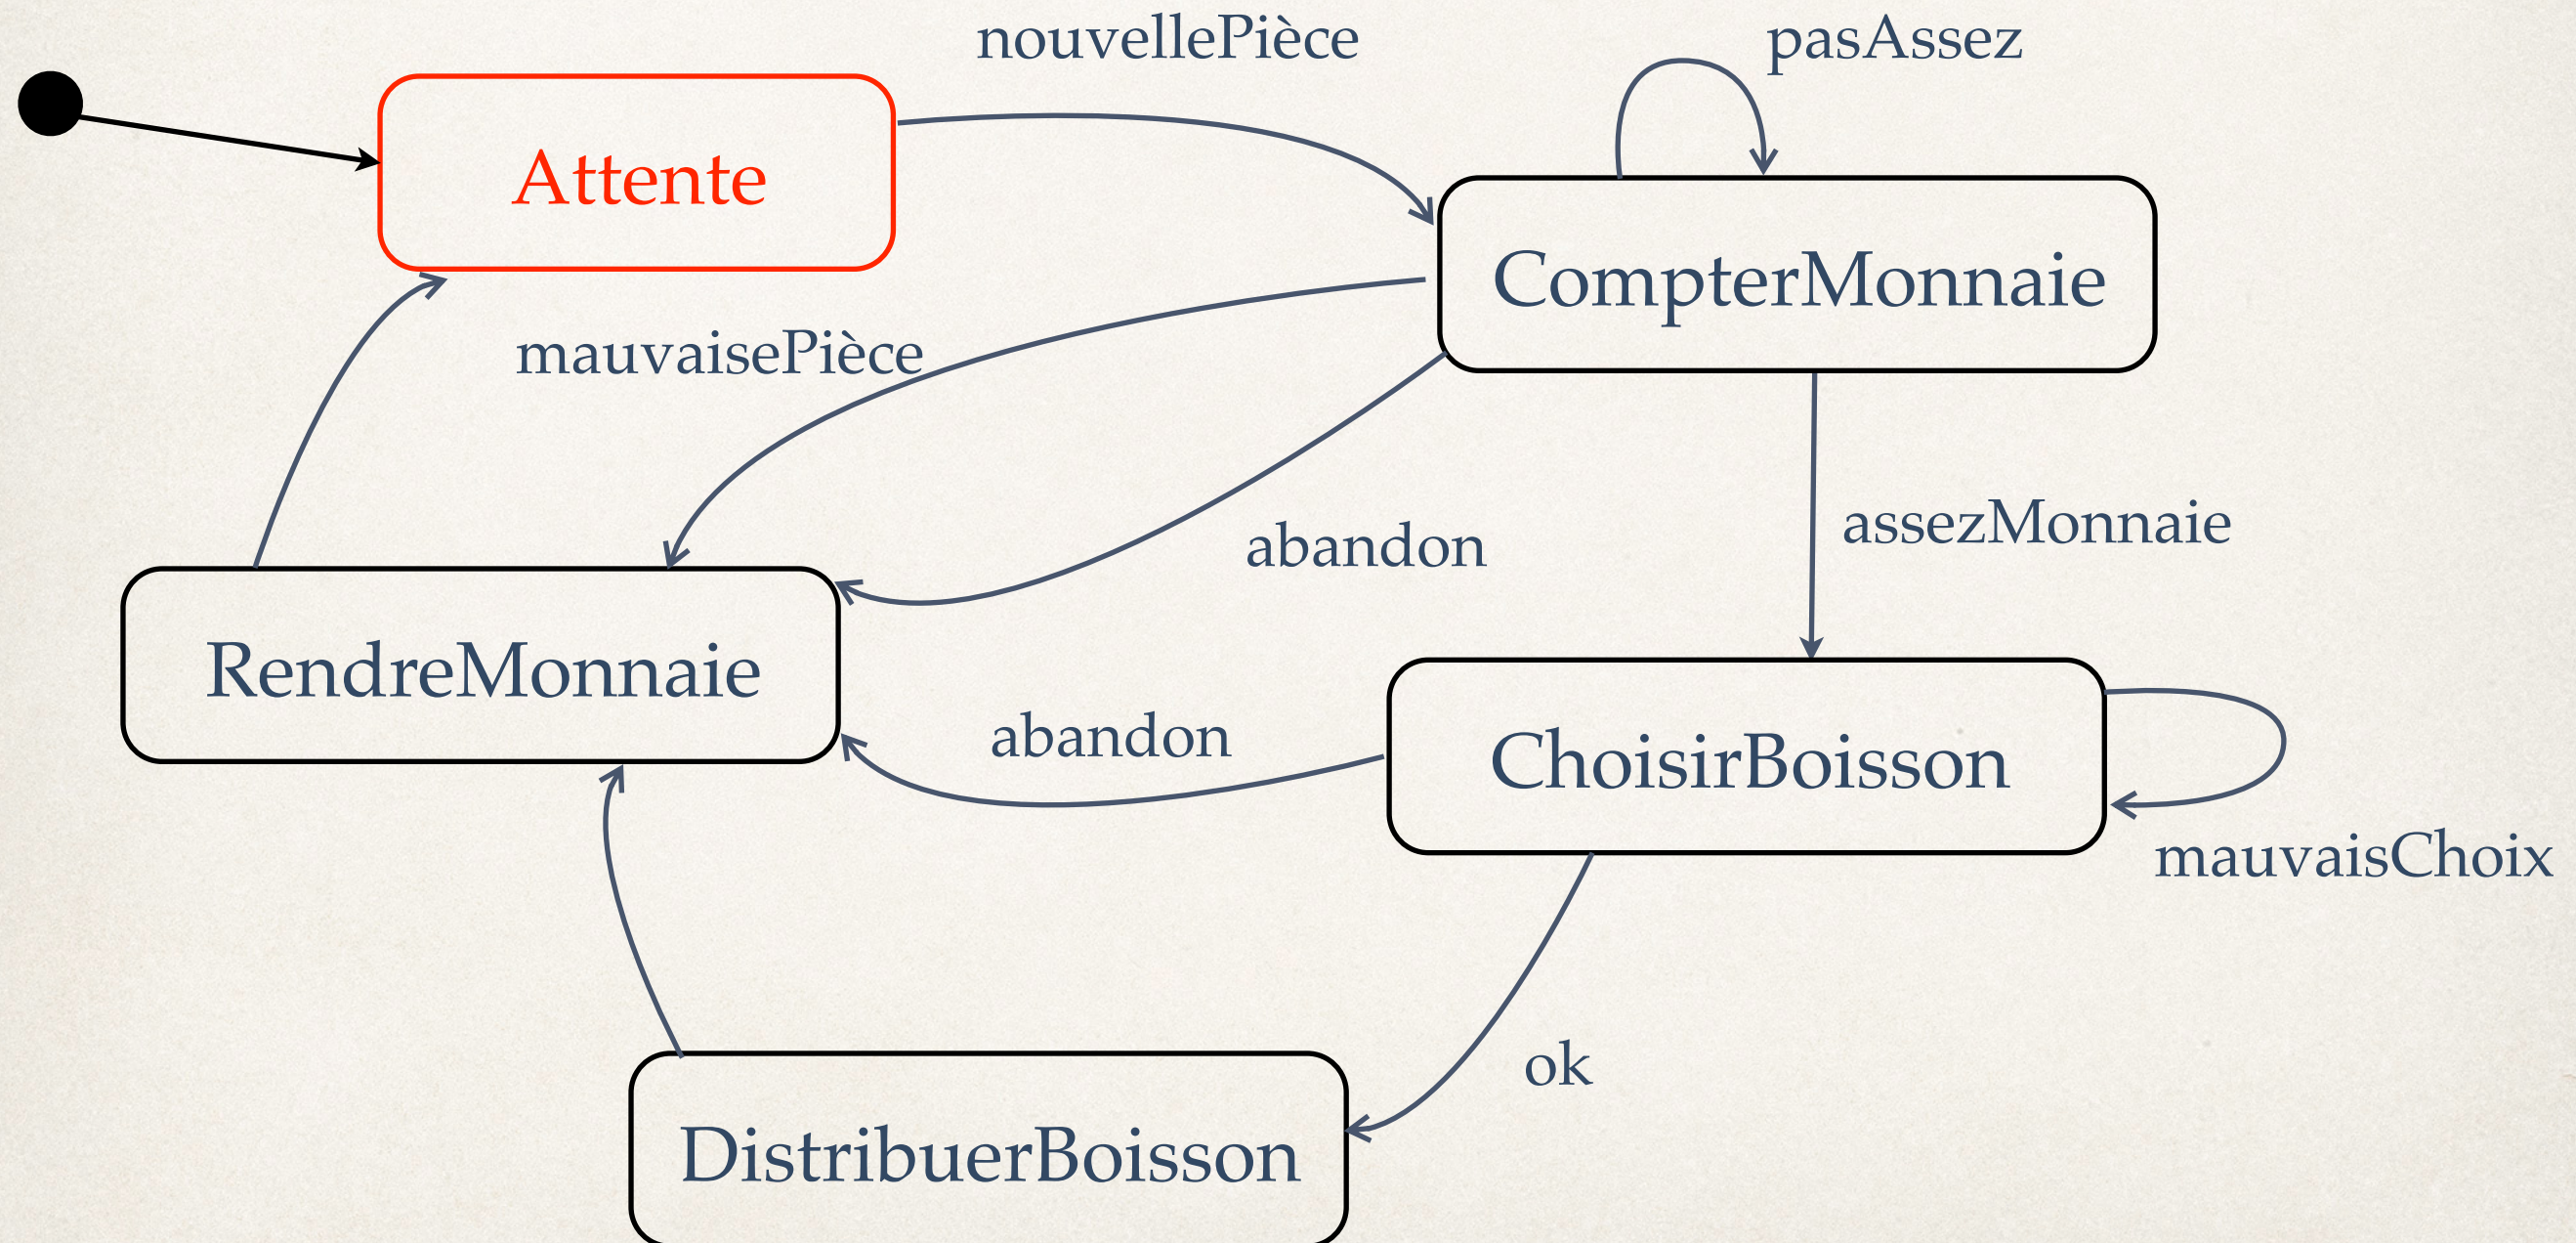 nouvellePièce
pasAssez
Attente
CompterMonnaie
mauvaisePièce
assezMonnaie
abandon
RendreMonnaie
abandon
ChoisirBoisson
mauvaisChoix
ok
DistribuerBoisson